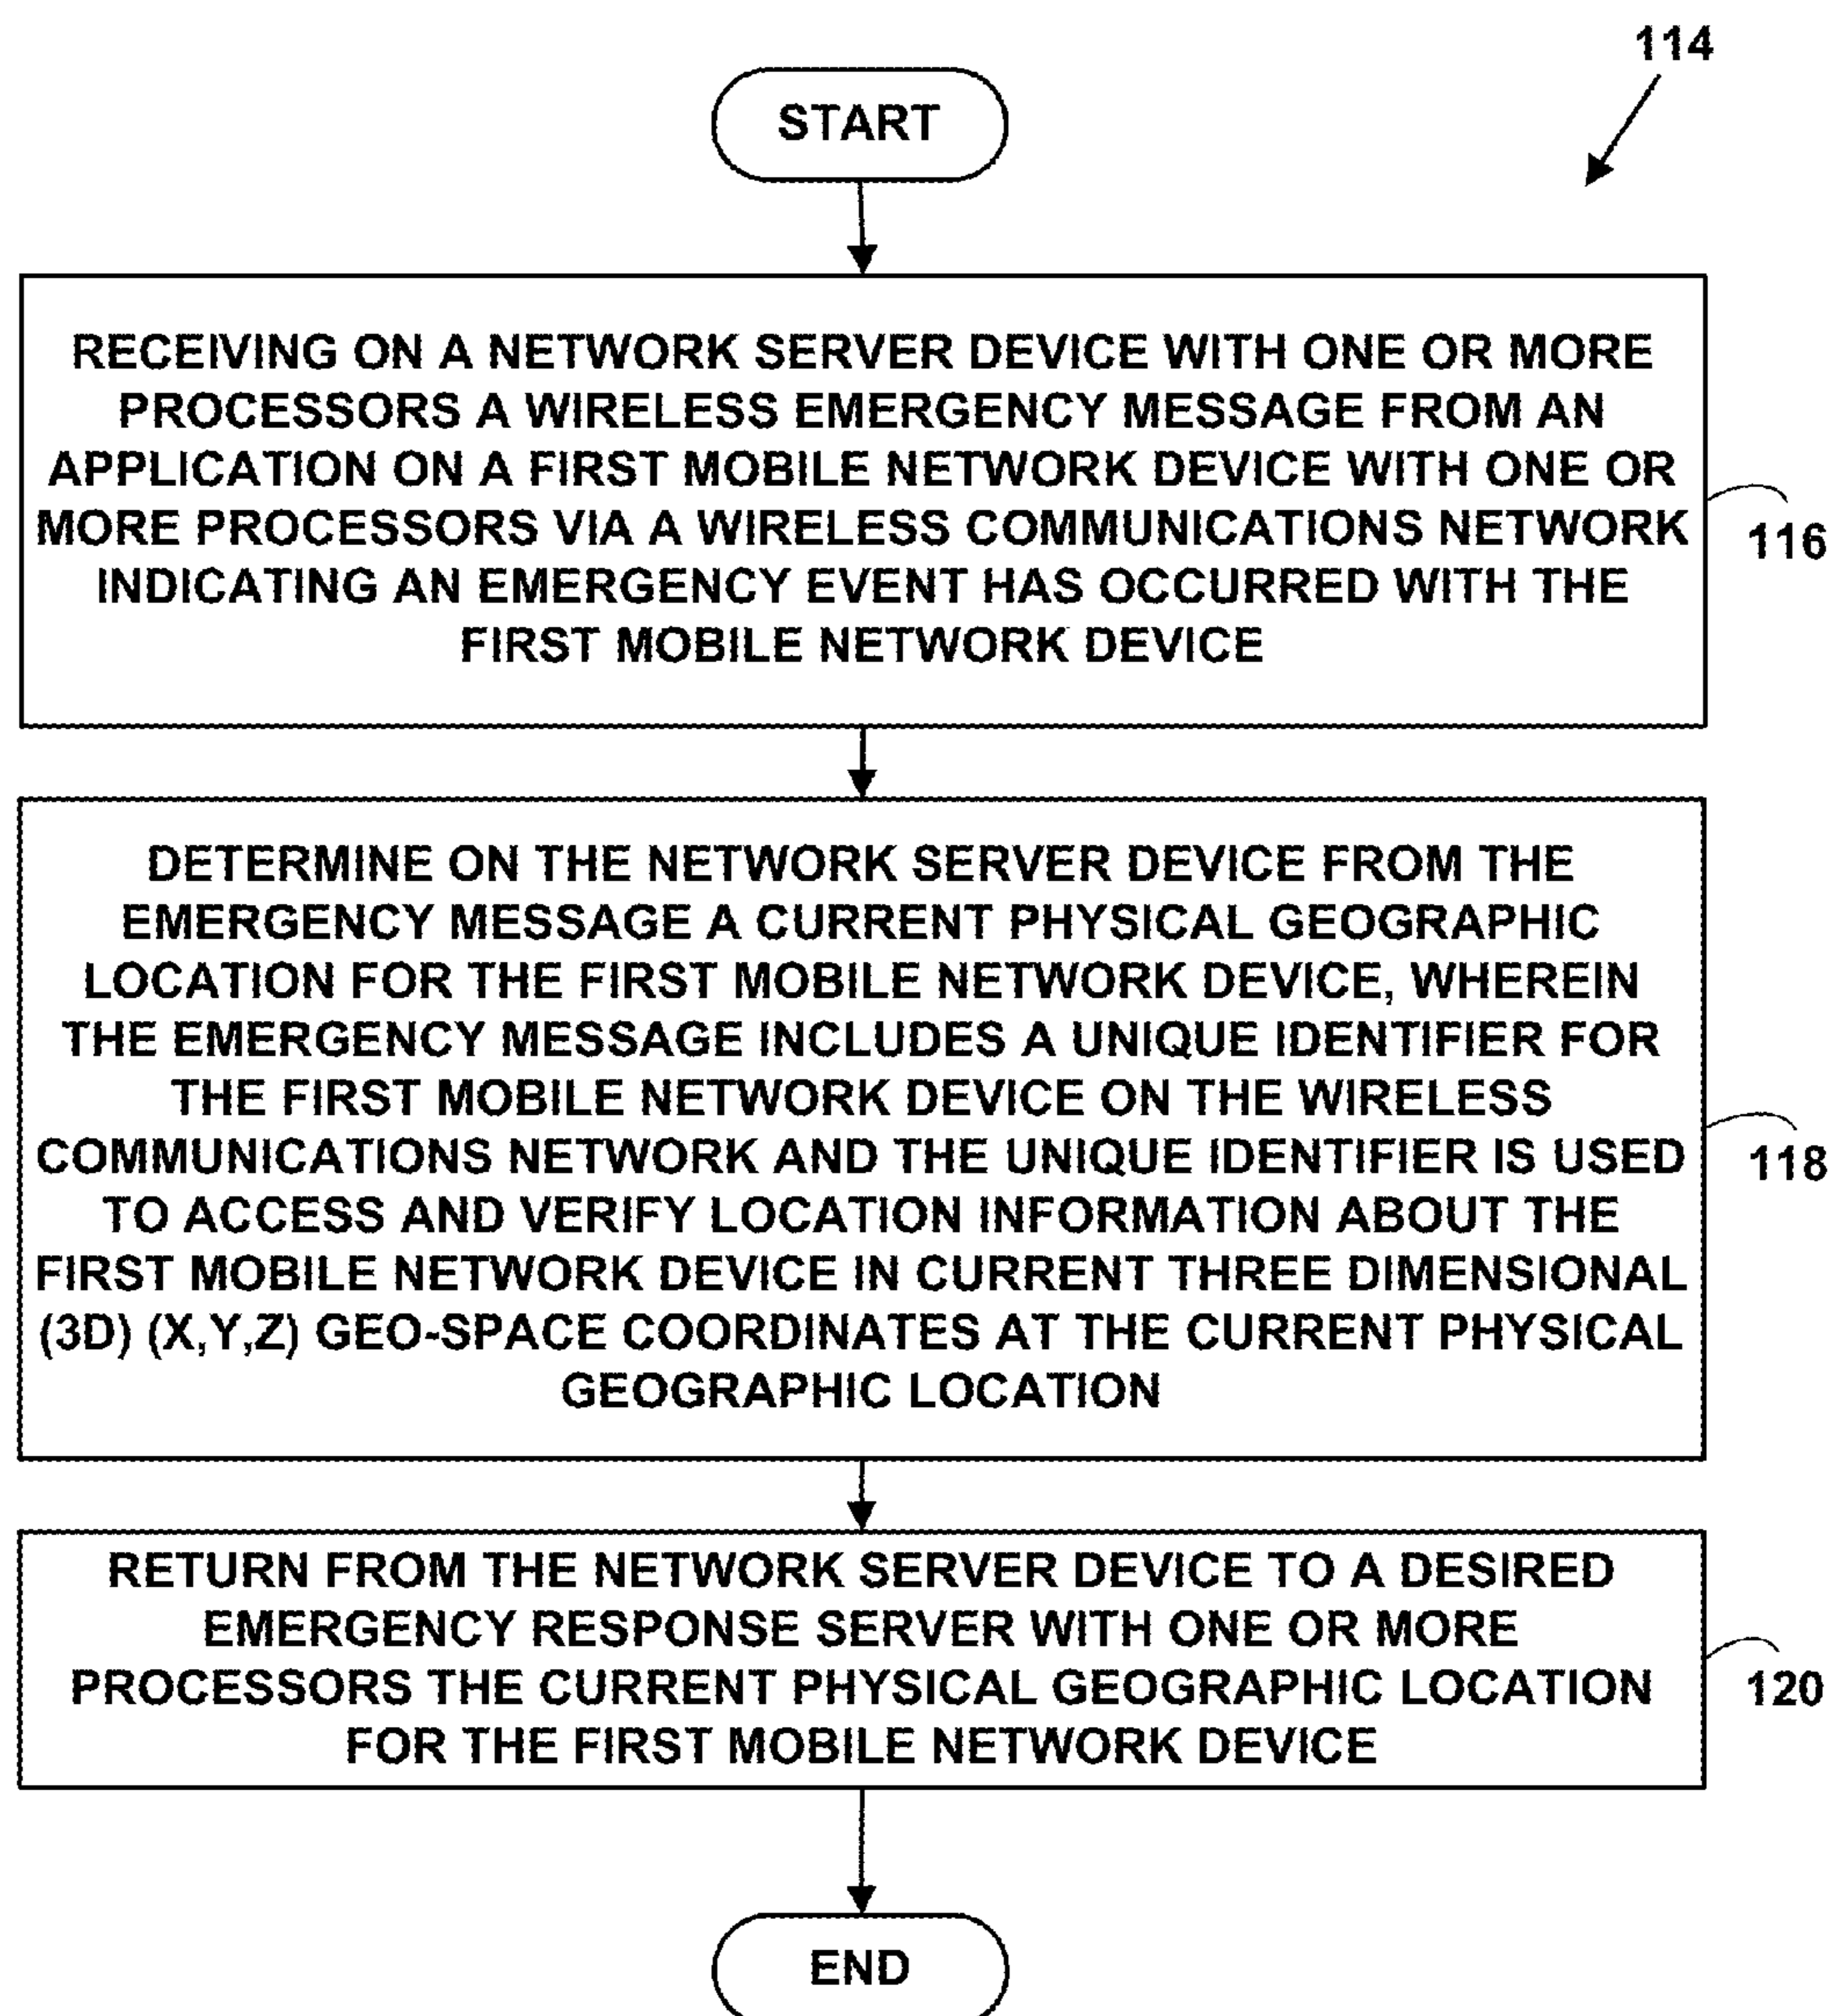 114
START
RECEIVING ON A NETWORK SERVER DEVICE WITH ONE OR MORE
PROCESSORS A WIRELESS EMERGENCY MESSAGE FROM AN
APPLICATION ON A FIRST MOBILE NETWORK DEVICE WITH ONE OR
MORE PROCESSORS VIA A WIRELESS COMMUNICATIONS NETWORK
INDICATING AN EMERGENCY EVENT HAS OCCURRED WITH THE
FIRST MOBILE NETWORK DEVICE
116
DETERMINE ON THE NETWORK SERVER DEVICE FROM THE
EMERGENCY MESSAGE A CURRENT PHYSICAL GEOGRAPHIC
LOCATION FOR THE FIRST MOBILE NETWORK DEVICE, WHEREIN
THE EMERGENCY MESSAGE INCLUDES A UNIQUE IDENTIFIER FOR
THE FIRST MOBILE NETWORK DEVICE ON THE WIRELESS
COMMUNICATIONS NETWORK AND THE UNIQUE IDENTIFIER IS USED
TO ACCESS AND VERIFY LOCATION INFORMATION ABOUT THE
FIRST MOBILE NETWORK DEVICE IN CURRENT THREE DIMENSIONAL
(3D) (X,Y,Z) GEO-SPACE COORDINATES AT THE CURRENT PHYSICAL
GEOGRAPHIC LOCATION
118
RETURN FROM THE NETWORK SERVER DEVICE TO A DESIRED
EMERGENCY RESPONSE SERVER WITH ONE OR MORE
PROCESSORS THE CURRENT PHYSICAL GEOGRAPHIC LOCATION
FOR THE FIRST MOBILE NETWORK DEVICE
120
END